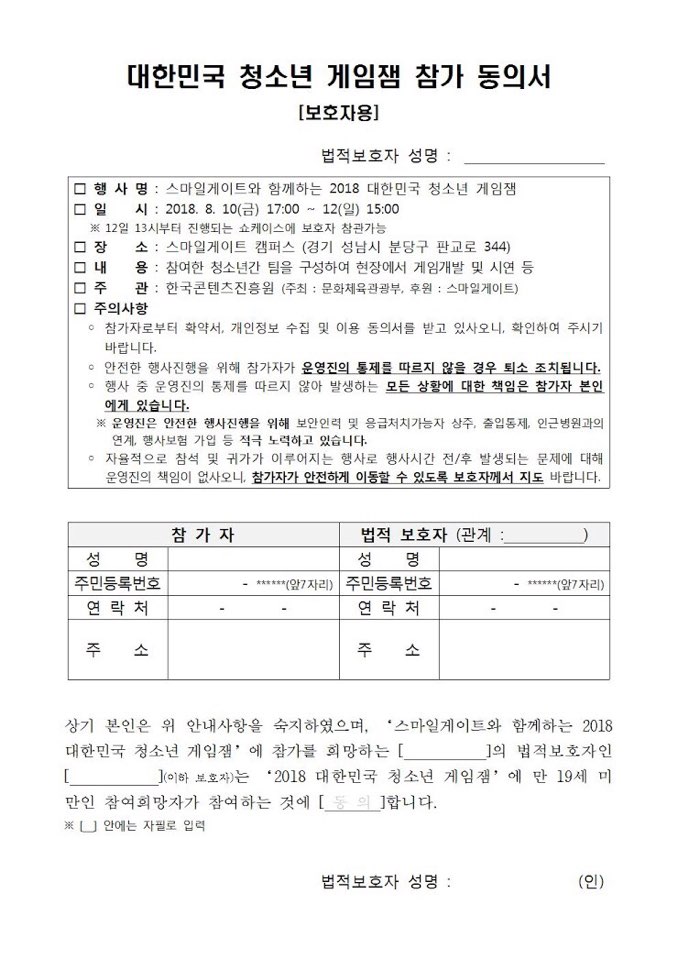 대한민국 청소년 게임잼 참가 동의서
[보호자용]
법적보호자 성명 : ________________
□ 행 사 명 : 스마일게이트와 함께하는 2018 대한민국 청소년 게임잼
□ 일 시 : 2018. 8. 10(금) 17:00 ~ 12(일) 15:00
※ 12일 13시부터 진행되는 쇼케이스에 보호자 참관가능
□ 장 소 : 스마일게이트 캠퍼스 (경기 성남시 분당구 판교로 344)
□ 내 용 : 참여한 청소년간 팀을 구성하여 현장에서 게임개발 및 시연 등
□ 주 관 : 한국콘텐츠진흥원 (주최 : 문화체육관광부, 후원 : 스마일게이트)
□ 주의사항
○ 참가자로부터 확약서, 개인정보 수집 및 이용 동의서를 받고 있사오니, 확인하여 주시기
바랍니다.
○ 안전한 행사진행을 위해 참가자가 운영진의 통제를 따르지 않을 경우 퇴소 조치됩니다.
○ 행사 중 운영진의 통제를 따르지 않아 발생하는 모든 상황에 대한 책임은 참가자 본인
에게 있습니다.
※ 운영진은 안전한 행사진행을 위해 보안인력 및 응급처치가능자 상주, 출입통제, 인근병원과의
연계, 행사보험 가입 등 적극 노력하고 있습니다.
○ 자율적으로 참석 및 귀가가 이루어지는 행사로 행사시간 전/후 발생되는 문제에 대해
운영진의 책임이 없사오니, 참가자가 안전하게 이동할 수 있도록 보호자께서 지도 바랍니다.
참 가 자 법적 보호자 (관계 :__________)
성 명 성 명
주민등록번호 - ******(앞7자리) 주민등록번호 - ******(앞7자리)
연 락 처 - - 연 락 처 - -
주 소 주 소
상기 본인은 위 안내사항을 숙지하였으며, ‘스마일게이트와 함께하는 2018
대한민국 청소년 게임잼’에 참가를 희망하는 [__________]의 법적보호자인
[__________](이하 보호자)는 ‘2018 대한민국 청소년 게임잼’에 만 19세 미
만인 참여희망자가 참여하는 것에 [ 동 의 ]합니다.
※ [__] 안에는 자필로 입력
법적보호자 성명 : (인)